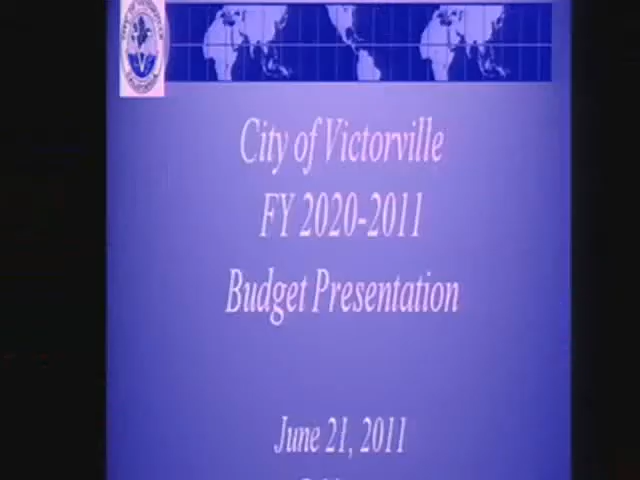 City of Victorville
FY 2020-2011
Budget Presentation
June 21, 2011